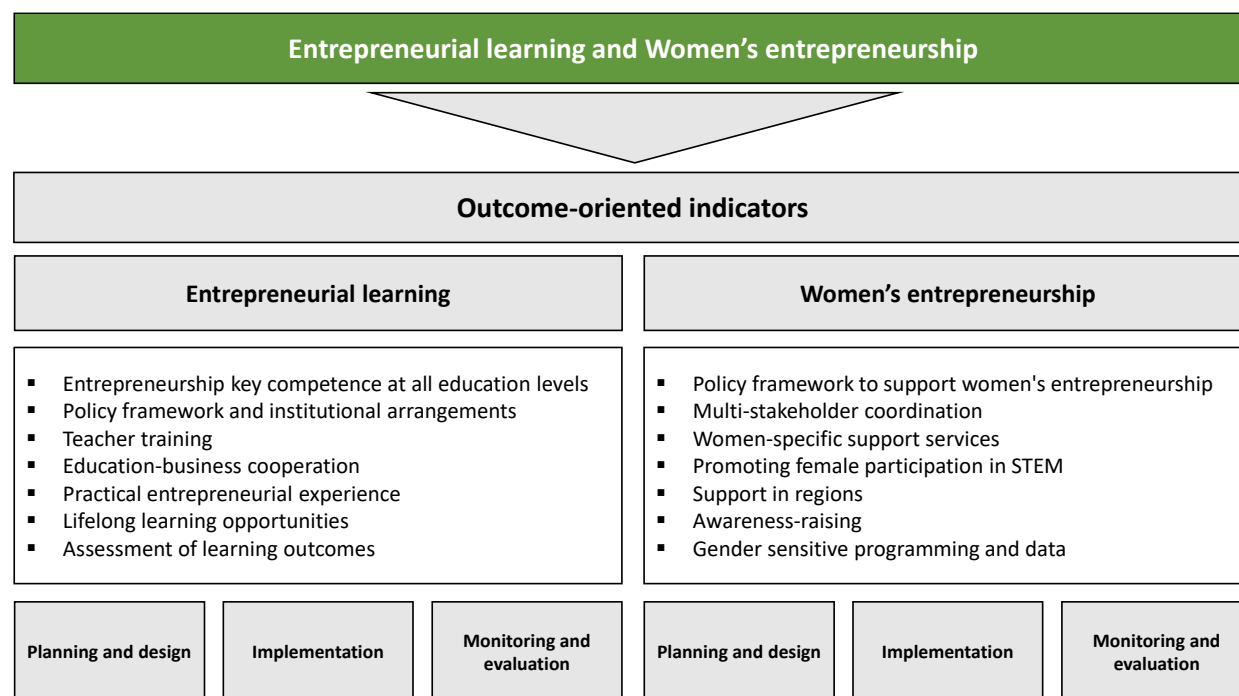 Entrepreneurial learning and Women’s entrepreneurship
Outcome-oriented indicators
Entrepreneurial learning
▪ Entrepreneurship key competence at all education levels
▪ Policy framework and institutional arrangements
▪ Teacher training
▪ Education-business cooperation
▪ Practical entrepreneurial experience
▪ Lifelong learning opportunities
▪ Assessment of learning outcomes
Planning and design
Implementation
Monitoring and
evaluation
Women’s entrepreneurship
▪ Policy framework to support women's entrepreneurship
▪ Multi-stakeholder coordination
▪ Women-specific support services
▪ Promoting female participation in STEM
▪ Support in regions
▪ Awareness-raising
▪ Gender sensitive programming and data
Planning and design
Implementation
Monitoring and
evaluation